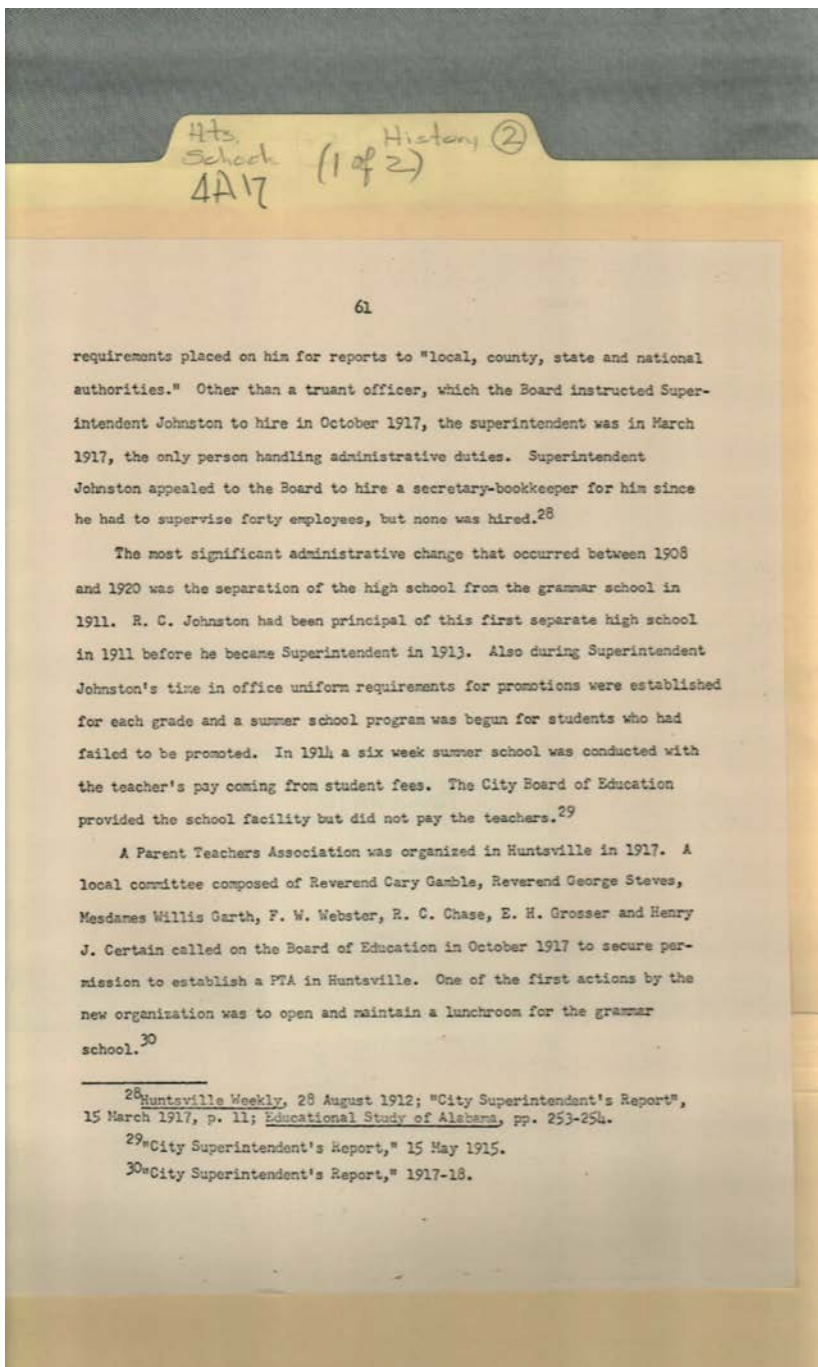 Hts. History ②
School (1 of 2)
4A17
61
requirements placed on him for reports to "local, county, state and national
authorities." Other than a truant officer, which the Board instructed Super-
intendent Johnston to hire in October 1917, the superintendent was in March
1917, the only person handling administrative duties. Superintendent
Johnston appealed to the Board to hire a secretary-bookkeeper for him since
he had to supervise forty employees, but none was hired.28
The most significant administrative change that occurred between 1908
and 1920 was the separation of the high school from the grammar school in
1911. R. C. Johnston had been principal of this first separate high school
in 1911 before he became Superintendent in 1913. Also during Superintendent
Johnston's time in office uniform requirements for promotions were established
for each grade and a summer school program was begun for students who had
failed to be promoted. In 1914 a six week summer school was conducted with
the teacher's pay coming from student fees. The City Board of Education
provided the school facility but did not pay the teachers.29
A Parent Teachers Association was organized in Huntsville in 1917. A
local committee composed of Reverend Cary Gamble, Reverend George Steves,
Mesdames Willis Garth, F. W. Webster, R. C. Chase, E. H. Grosser and Henry
J. Certain called on the Board of Education in October 1917 to secure per-
mission to establish a PTA in Huntsville. One of the first actions by the
new organization was to open and maintain a lunchroom for the grammar
school.30
28Huntsville Weekly, 28 August 1912; "City Superintendent's Report",
15 March 1917, p. 11; Educational Study of Alabama, pp. 253-254.
29"City Superintendent's Report," 15 May 1915.
30"City Superintendent's Report," 1917-18.